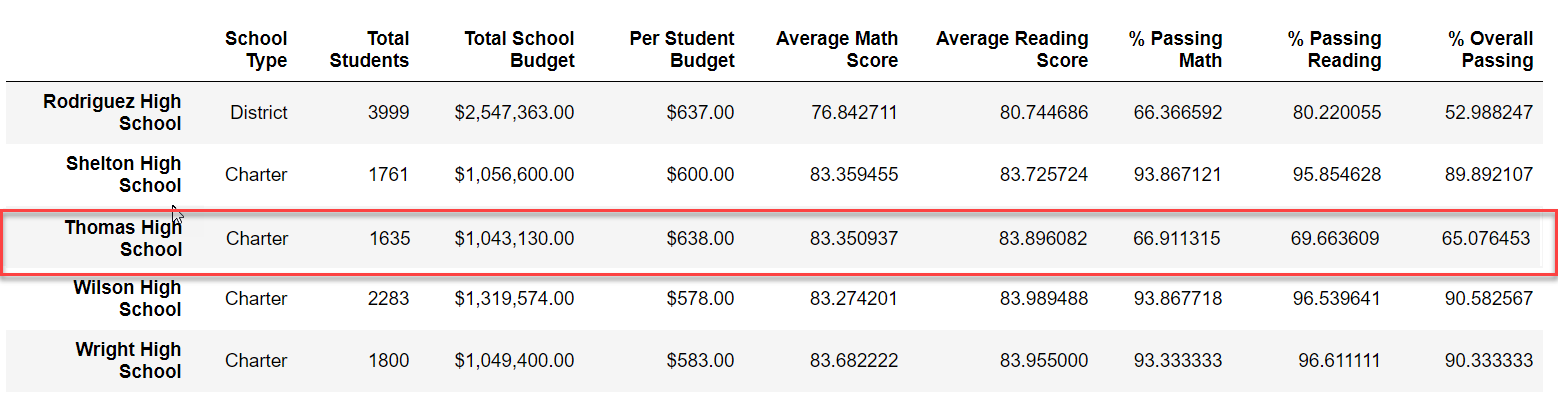 School Type Total Students Total School Budget Per Student Budget Average Math Score Average Reading Score % Passing Math % Passing Reading % Overall Passing
Rodriguez High School District 3999 $2,547,363.00 $637.00 76.842711 80.744686 66.366592 80.220055 52.988247
Shelton High School Charter 1761 $1,056,600.00 $600.00 83.359455 83.725724 93.867121 95.854628 89.892107
Thomas High School Charter 1635 $1,043,130.00 $638.00 83.350937 83.896082 66.911315 69.663609 65.076453
Wilson High School Charter 2283 $1,319,574.00 $578.00 83.274201 83.989488 93.867718 96.539641 90.582567
Wright High School Charter 1800 $1,049,400.00 $583.00 83.682222 83.955000 93.333333 96.611111 90.333333